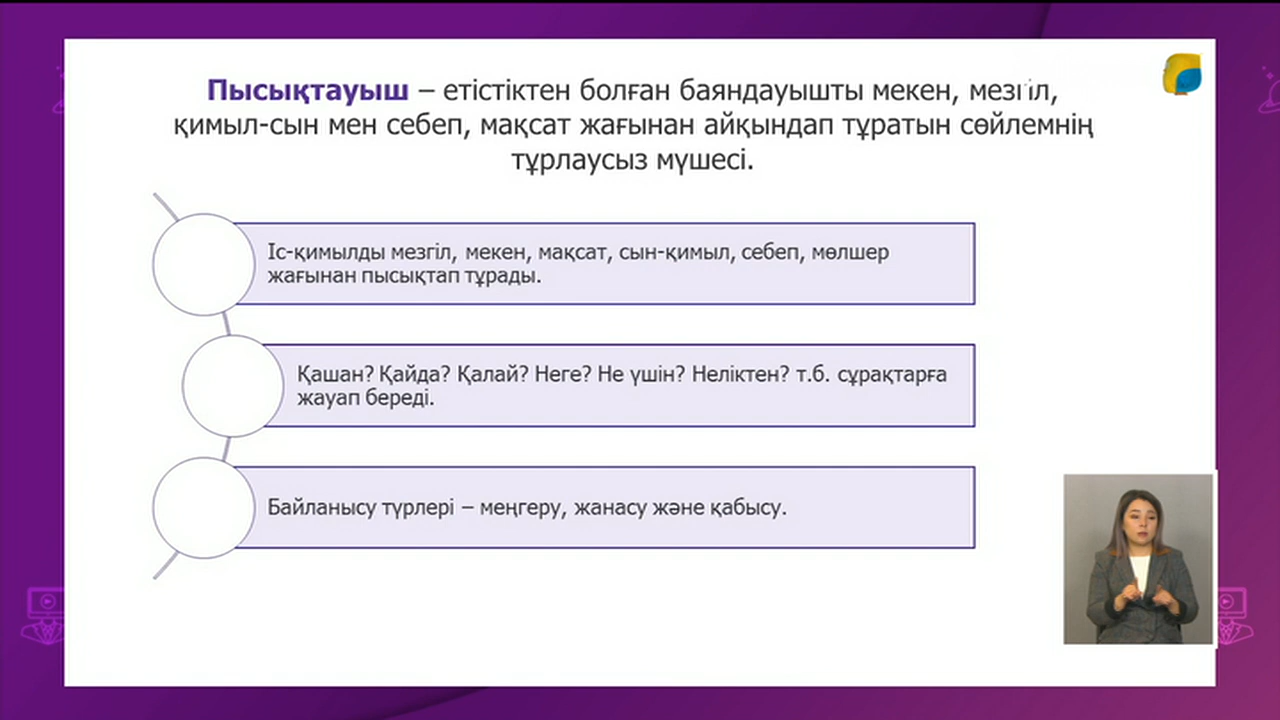 Пысықтауыш – етістіктен болған баяндауышты мекен, мезгіл,
қимыл-сын мен себеп, мақсат жағынан айқындап тұратын сөйлемнің
тұрлаусыз мүшесі.
Іс-қимылды мезгіл, мекен, мақсат, сын-қимыл, себеп, мөлшер
жағынан пысықтап тұрады.
Қашан? Қайда? Қалай? Неге? Не үшін? Неліктен? т.б. сұрақтарға
жауап береді.
Байланысу түрлері – меңгеру, жанасу және қабысу.